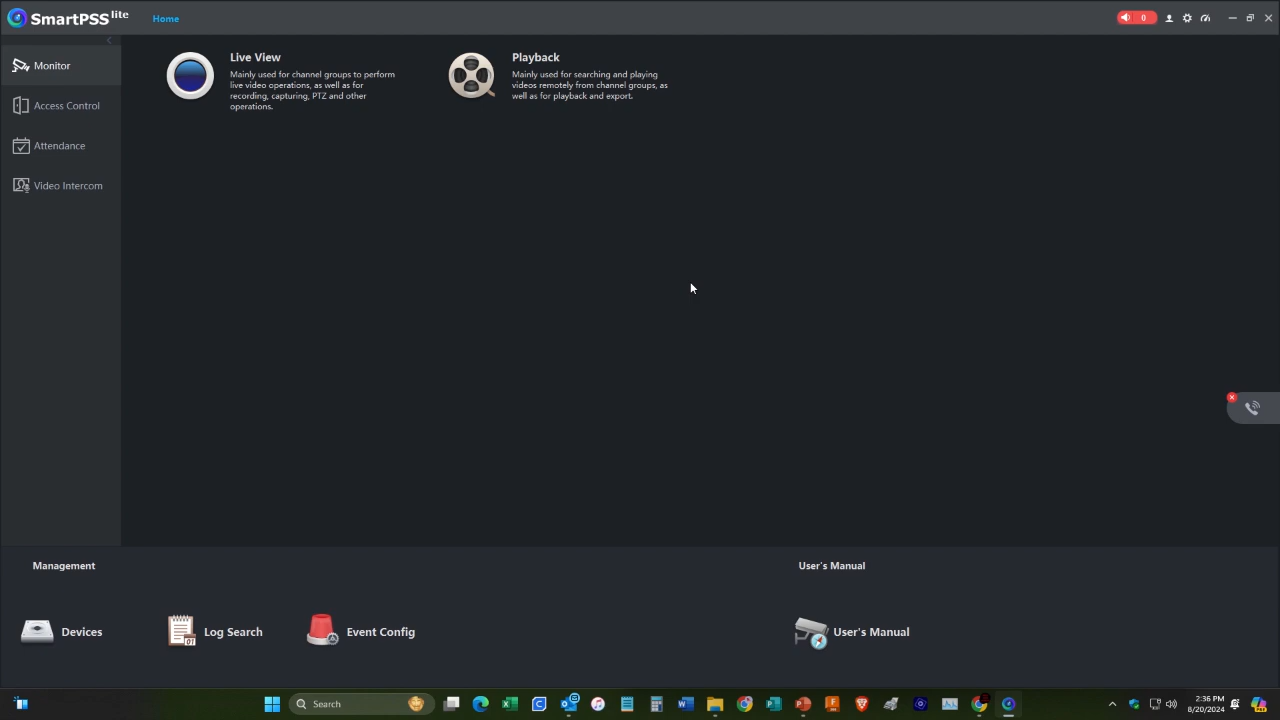 SmartPSS lite
Home
0
Monitor
Access Control
Attendance
Video Intercom
Live View
Mainly used for channel groups to perform
live video operations, as well as for
recording, capturing, PTZ and other
operations.
Playback
Mainly used for searching and playing
videos remotely from channel groups, as
well as for playback and export.
Management
Devices
Log Search
Event Config
User's Manual
User's Manual
Search
2:36 PM
8/20/2024